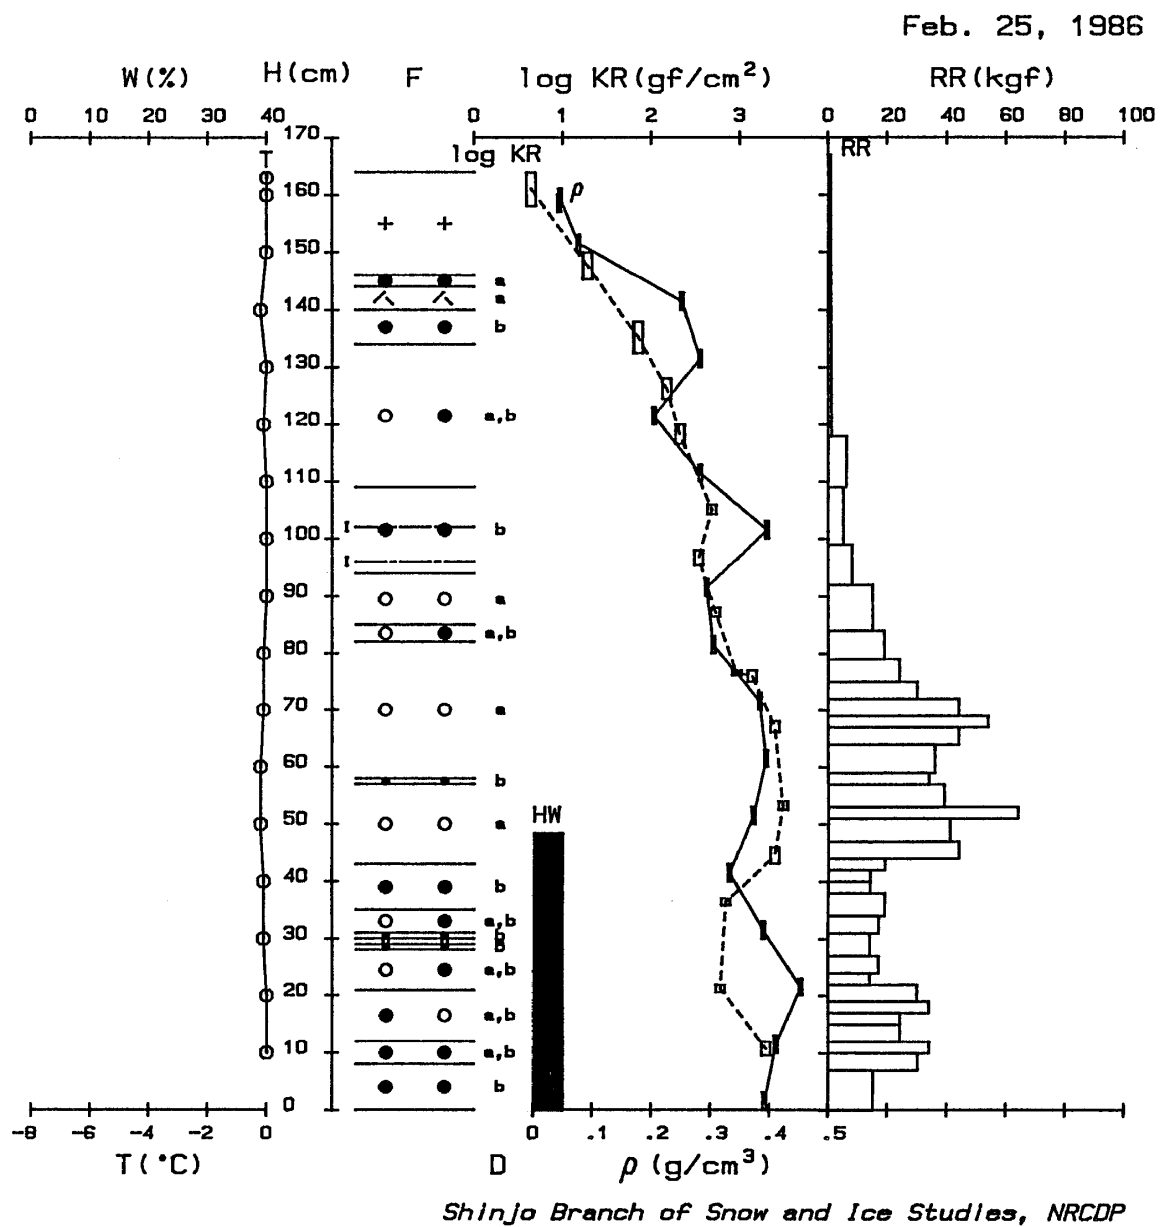 Feb. 25, 1986
W(%) H(cm) F log KR(gf/cm²) RR(kgf)
0 10 20 30 40 0 1 2 3 0 20 40 60 80 100
170
T log KR RR
160 ρ
150
a
a
140
b
130
120 a,b
110
I b
100
I
90 a
a,b
80
70 a
60
b
HW
50 a
40 b
a,b
b
30
b
a,b
20
a,b
10 a,b
b
0
-8 -6 -4 -2 0 0 .1 .2 .3 .4 .5
T(°C) D ρ(g/cm³)
Shinjo Branch of Snow and Ice Studies, NRCDP